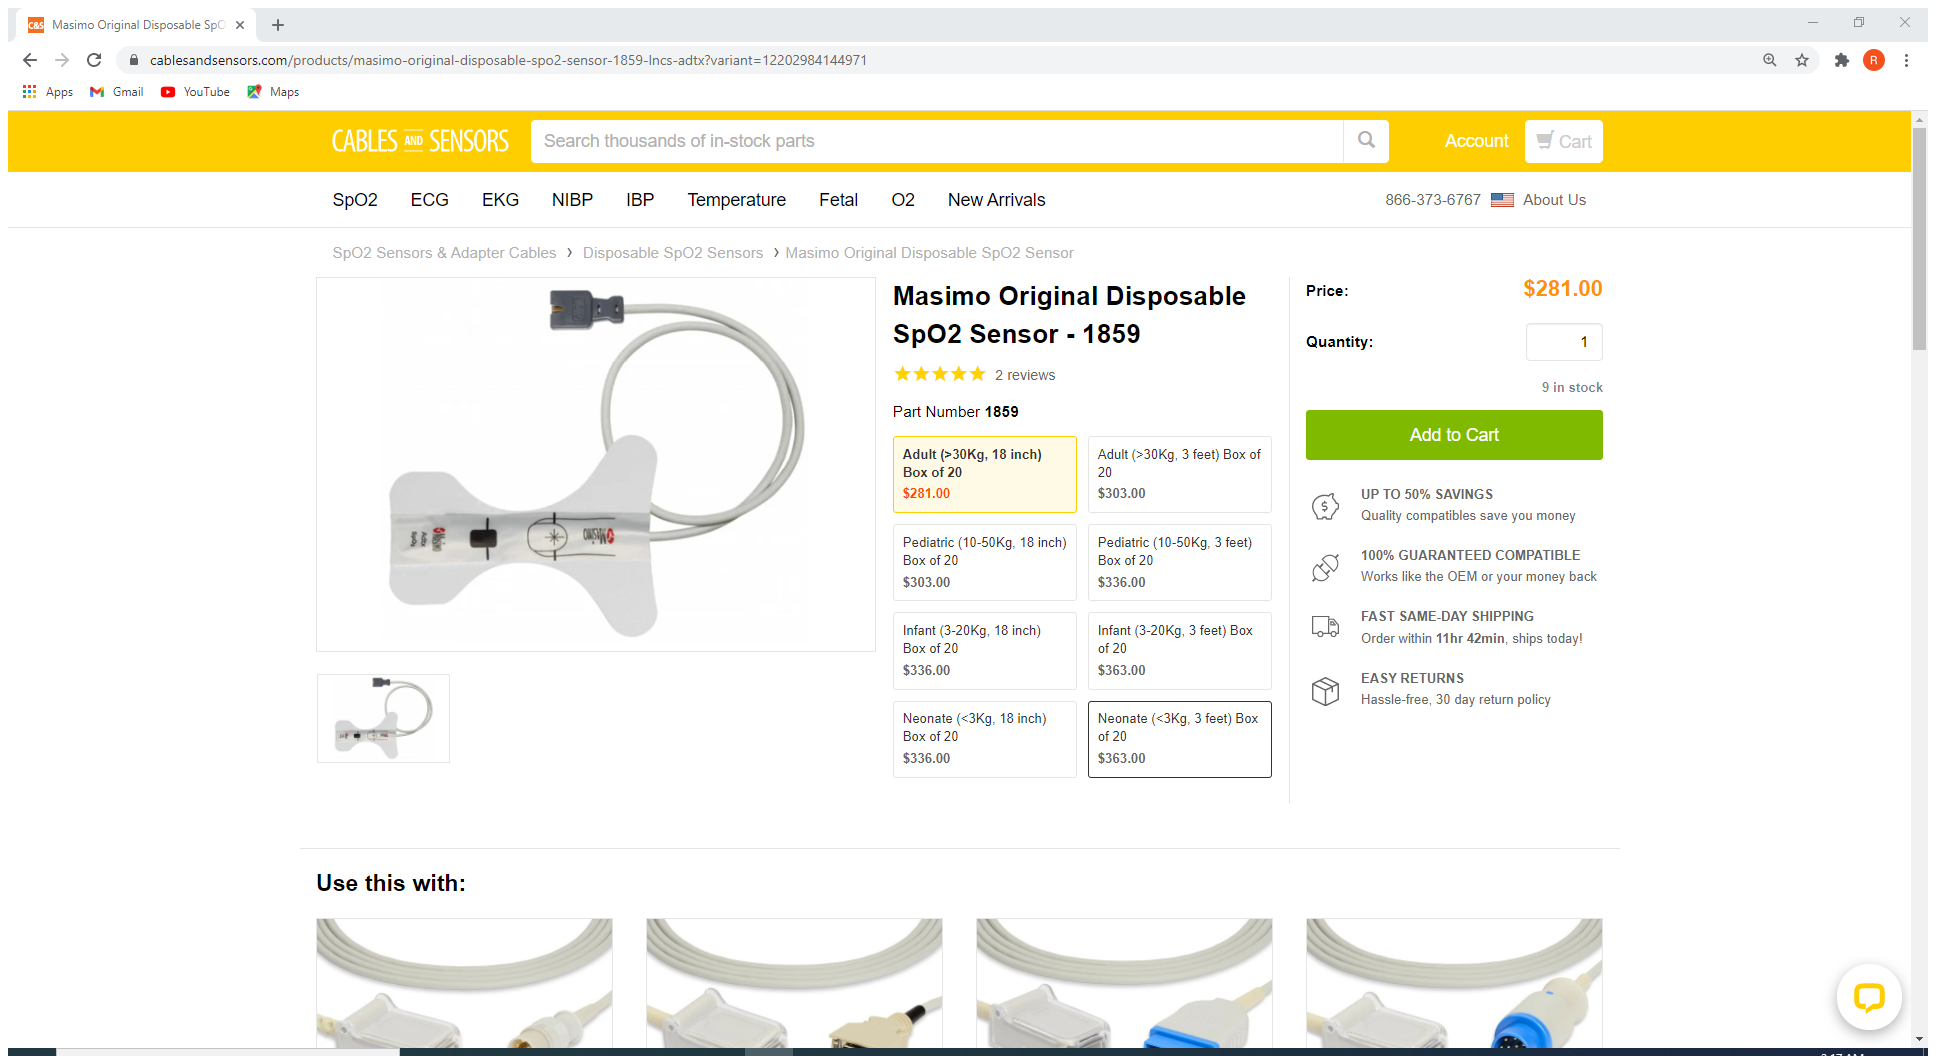 C&S Masimo Original Disposable SpO
cablesandsensors.com/products/masimo-original-disposable-spo2-sensor-1859-lncs-adtx?variant=12202984144971
R
Apps Gmail YouTube Maps
CABLES AND SENSORS
Search thousands of in-stock parts
Account
Cart
SpO2 ECG EKG NIBP IBP Temperature Fetal O2 New Arrivals
866-373-6767 About Us
SpO2 Sensors & Adapter Cables › Disposable SpO2 Sensors › Masimo Original Disposable SpO2 Sensor
Masimo
Adtx
SpO2
Masimo
Masimo Original Disposable
SpO2 Sensor - 1859
2 reviews
Part Number 1859
Adult (>30Kg, 18 inch)
Box of 20
$281.00
Adult (>30Kg, 3 feet) Box of
20
$303.00
Pediatric (10-50Kg, 18 inch)
Box of 20
$303.00
Pediatric (10-50Kg, 3 feet)
Box of 20
$336.00
Infant (3-20Kg, 18 inch)
Box of 20
$336.00
Infant (3-20Kg, 3 feet) Box
of 20
$363.00
Neonate (<3Kg, 18 inch)
Box of 20
$336.00
Neonate (<3Kg, 3 feet) Box
of 20
$363.00
Price: $281.00
Quantity: 1
9 in stock
Add to Cart
UP TO 50% SAVINGS
Quality compatibles save you money
100% GUARANTEED COMPATIBLE
Works like the OEM or your money back
FAST SAME-DAY SHIPPING
Order within 11hr 42min, ships today!
EASY RETURNS
Hassle-free, 30 day return policy
Use this with: